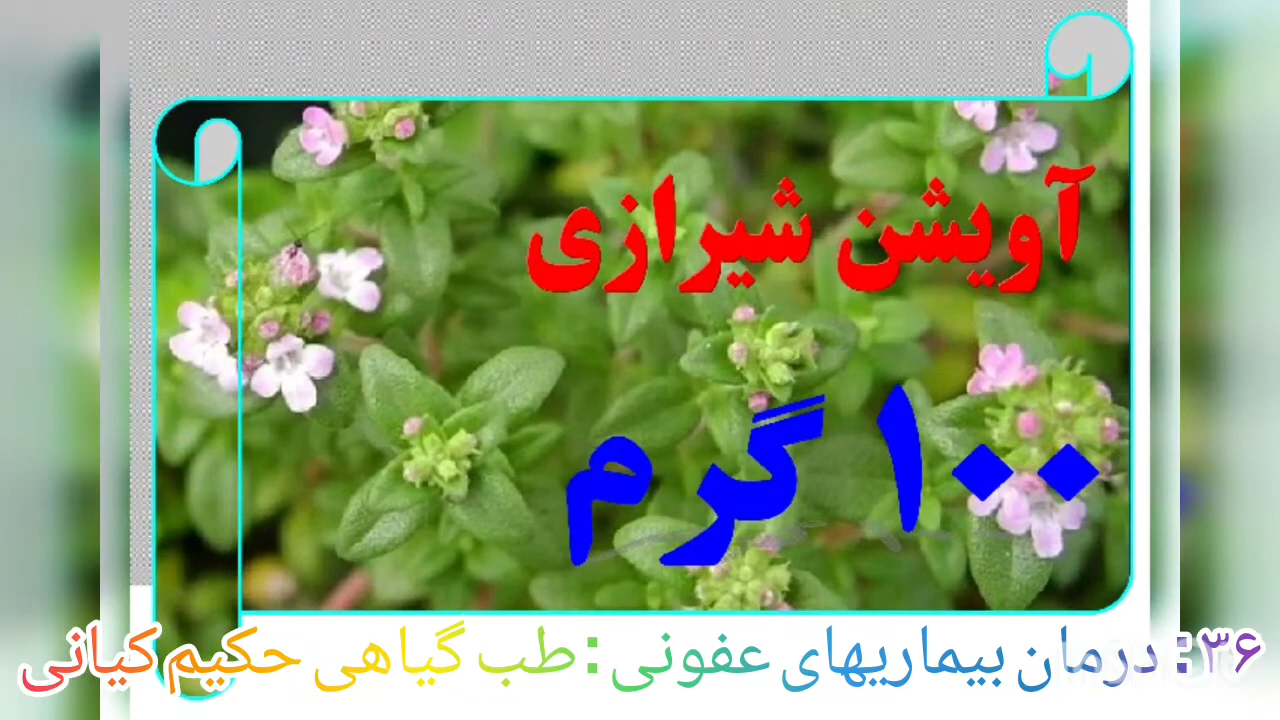 آویشن شیرازی
۱۰۰ گرم
۳۶ : درمان بیماریهای عفونی : طب گیاهی حکیم کیانی